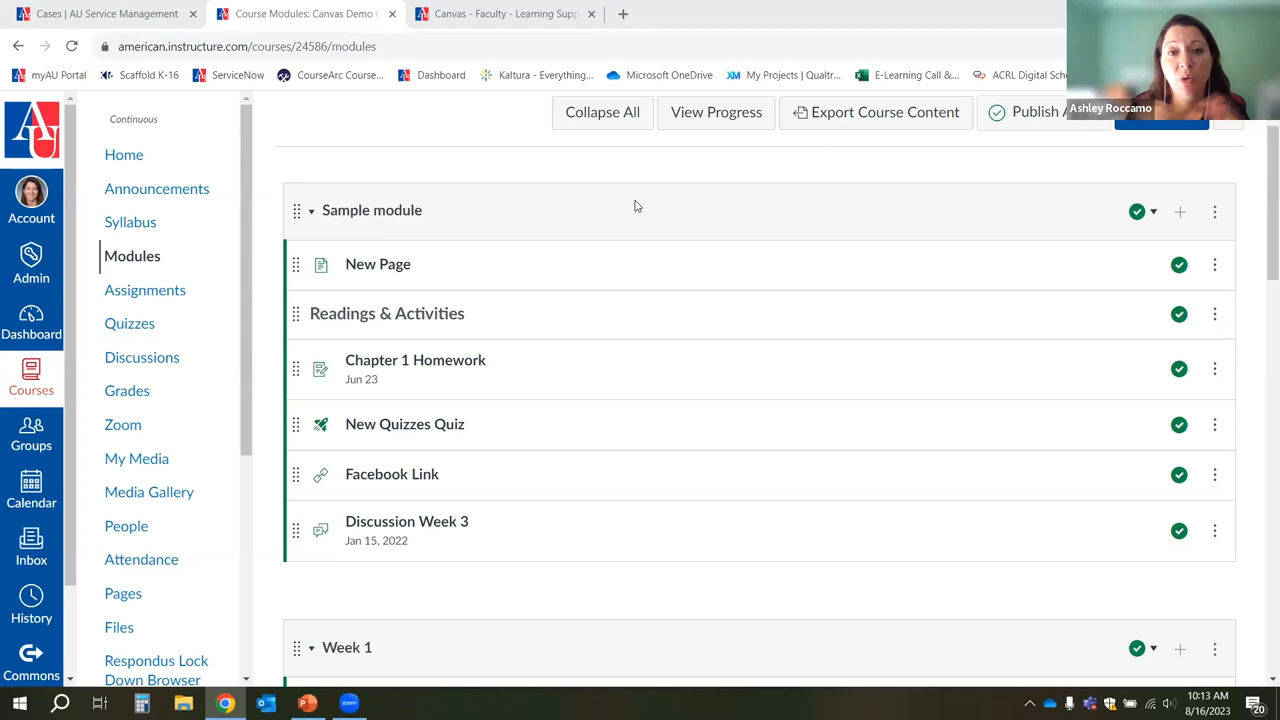 Cases | AU Service Management
Course Modules: Canvas Demo C
Canvas - Faculty - Learning Supp
american.instructure.com/courses/24586/modules
myAU Portal
Scaffold K-16
ServiceNow
CourseArc Course...
Dashboard
Kaltura - Everything...
Microsoft OneDrive
XM My Projects | Qualtr...
E-Learning Call &...
ACRL Digital Sch
Ashley Roccamo
AU
Account
Admin
Dashboard
Courses
Groups
Calendar
Inbox
History
Commons
Continuous
Home
Announcements
Syllabus
Modules
Assignments
Quizzes
Discussions
Grades
Zoom
My Media
Media Gallery
People
Attendance
Pages
Files
Respondus Lock
Down Browser
Collapse All
View Progress
Export Course Content
Publish A
Sample module
New Page
Readings & Activities
Chapter 1 Homework
Jun 23
New Quizzes Quiz
Facebook Link
Discussion Week 3
Jan 15, 2022
Week 1
zoom
10:13 AM
8/16/2023
20